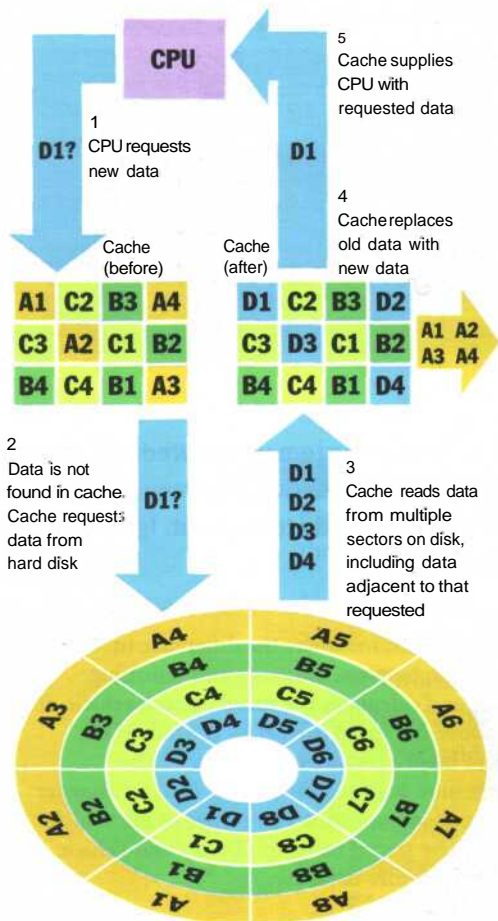 CPU
5
Cache supplies
CPU with
requested data
D1?
1
CPU requests
new data
D1
4
Cache replaces
old data with
new data
Cache
(before)
Cache
(after)
A1 C2 B3 A4
C3 A2 C1 B2
B4 C4 B1 A3
D1 C2 B3 D2
C3 D3 C1 B2
B4 C4 B1 D4
A1 A2
A3 A4
2
Data is not
found in cache.
Cache requests
data from
hard disk
D1?
D1
D2
D3
D4
3
Cache reads data
from multiple
sectors on disk,
including data
adjacent to that
requested
A4 A5
B4 B5
C4 C5
D4 D5
A3 B3 C3 D3 D6 C6 B6 A6
A2 B2 C2 D2 D7 C7 B7 A7
D1 D8
C1 C8
B1 B8
A1 A8